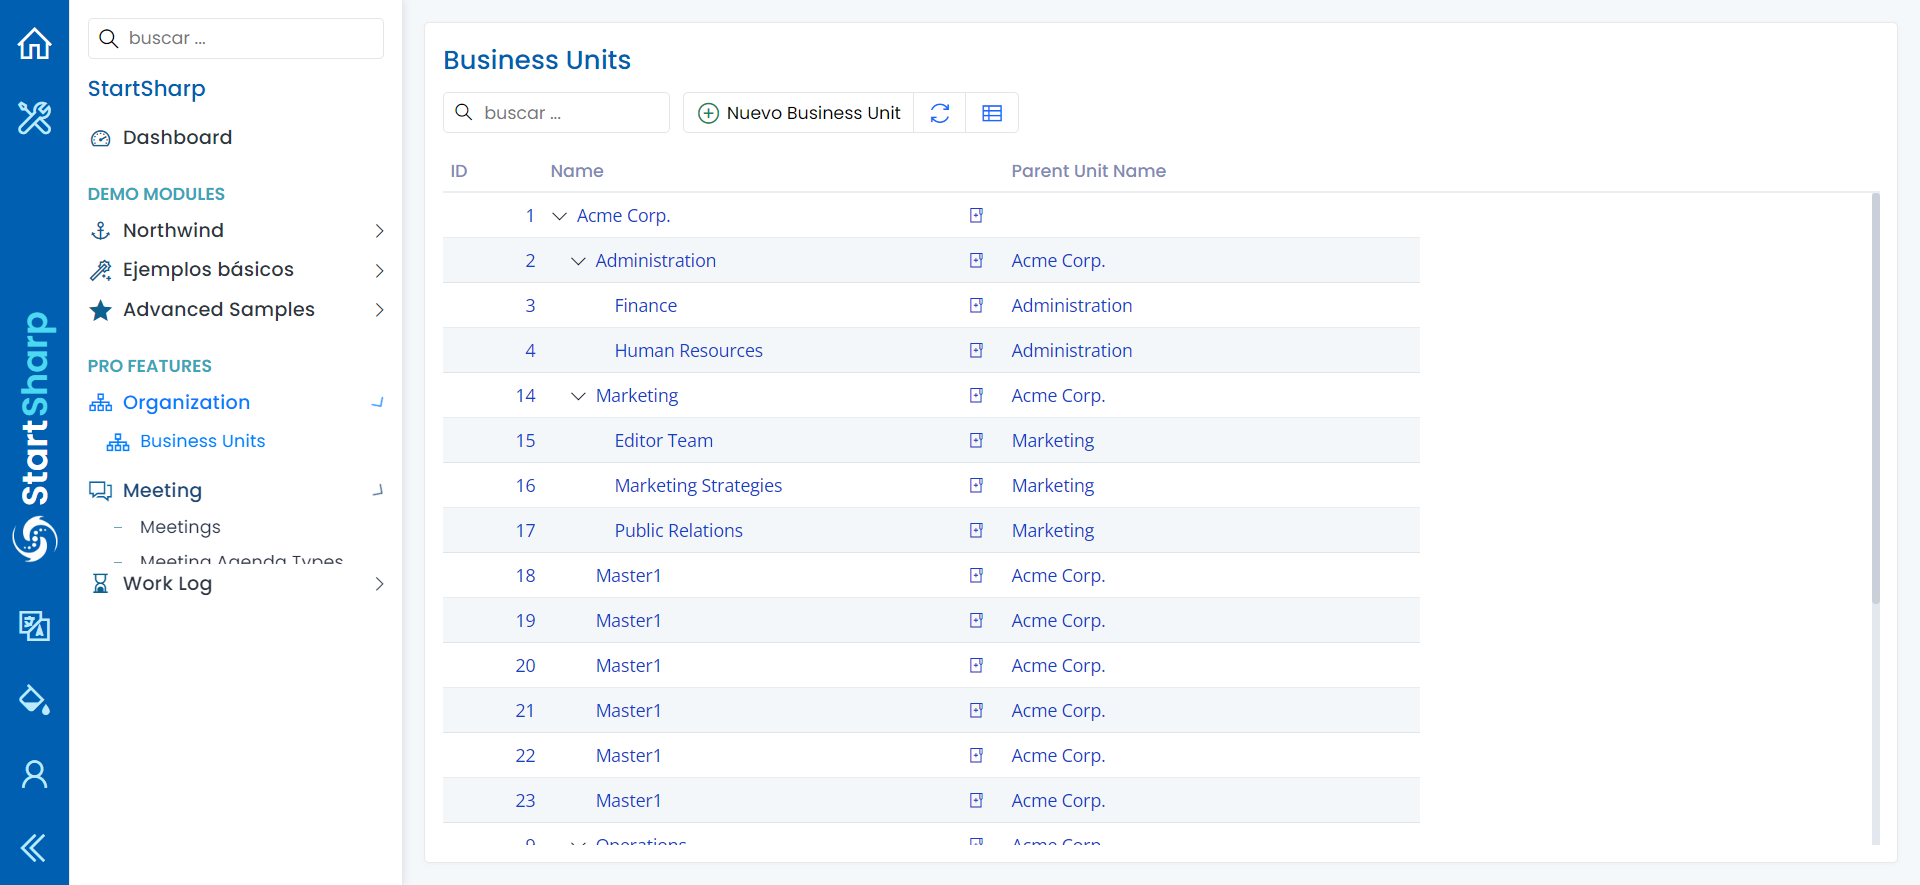 StartSharp
buscar ...
StartSharp
Dashboard
DEMO MODULES
Northwind
Ejemplos básicos
Advanced Samples
PRO FEATURES
Organization
Business Units
Meeting
Meetings
Meeting Agenda Types
Work Log
Business Units
buscar ...
Nuevo Business Unit
ID Name Parent Unit Name
1 Acme Corp.
2 Administration Acme Corp.
3 Finance Administration
4 Human Resources Administration
14 Marketing Acme Corp.
15 Editor Team Marketing
16 Marketing Strategies Marketing
17 Public Relations Marketing
18 Master1 Acme Corp.
19 Master1 Acme Corp.
20 Master1 Acme Corp.
21 Master1 Acme Corp.
22 Master1 Acme Corp.
23 Master1 Acme Corp.
9 Operations Acme Corp.